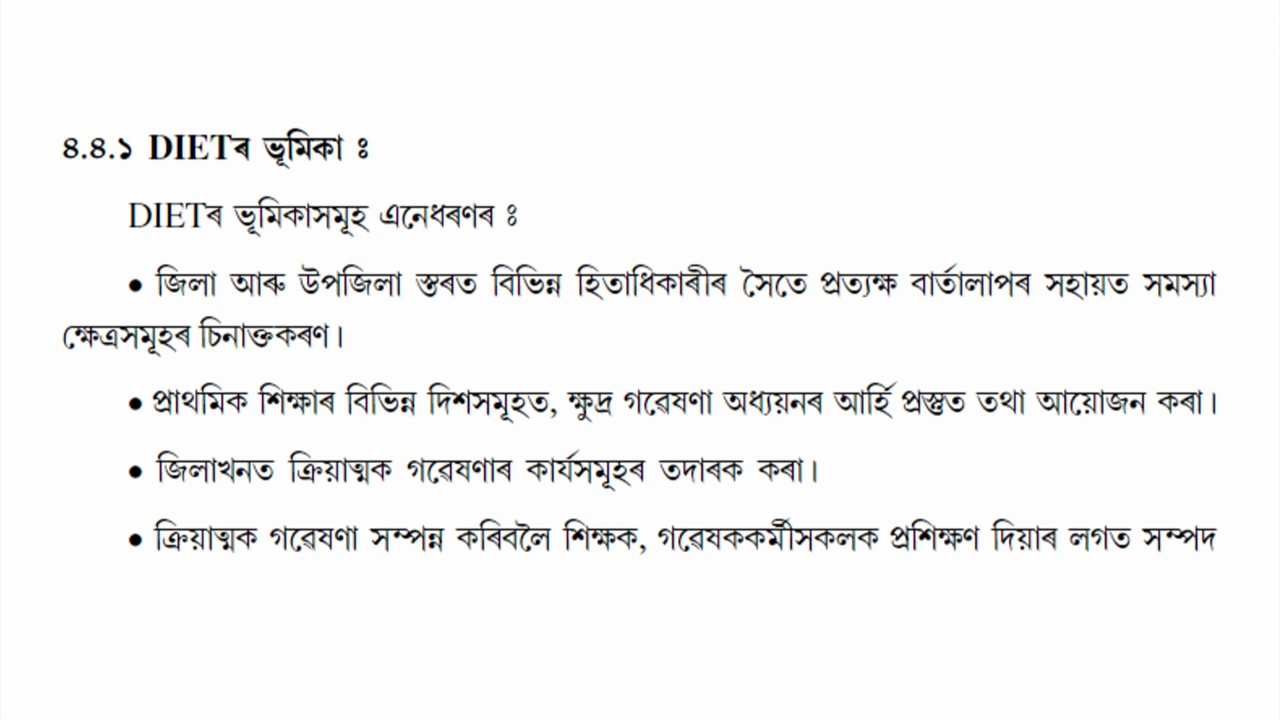 ৪.৪.১ DIETৰ ভূমিকা ঃ
DIETৰ ভূমিকাসমূহ এনেধৰণৰ ঃ
• জিলা আৰু উপজিলা স্তৰত বিভিন্ন হিতাধিকাৰীৰ সৈতে প্ৰত্যক্ষ বাৰ্তালাপৰ সহায়ত সমস্যা
ক্ষেত্ৰসমূহৰ চিনাক্তকৰণ।
• প্ৰাথমিক শিক্ষাৰ বিভিন্ন দিশসমূহত, ক্ষুদ্ৰ গৱেষণা অধ্যয়নৰ আৰ্হি প্ৰস্তুত তথা আয়োজন কৰা।
• জিলাখনত ক্ৰিয়াত্মক গৱেষণাৰ কাৰ্যসমূহৰ তদাৰক কৰা।
• ক্ৰিয়াত্মক গৱেষণা সম্পন্ন কৰিবলৈ শিক্ষক, গৱেষককৰ্মীসকলক প্ৰশিক্ষণ দিয়াৰ লগত সম্পদ